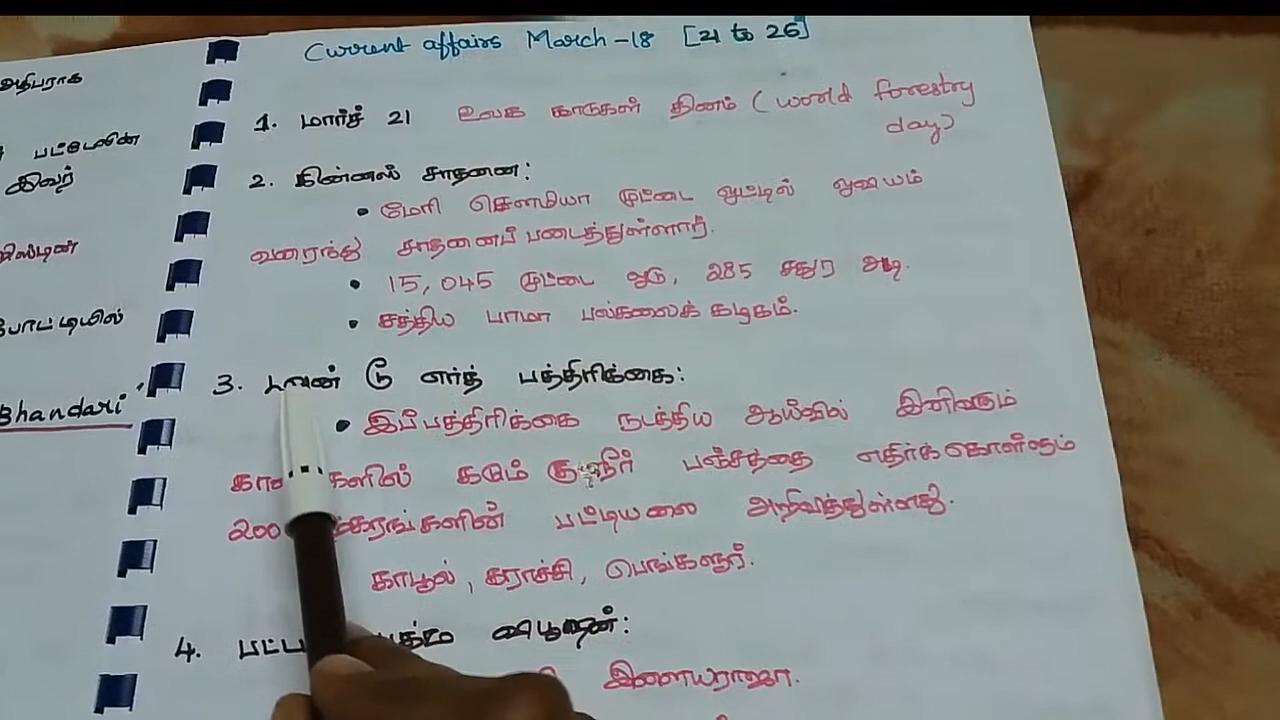 அதிபராக
பட்டேலின்
இவர்
போட்டியில்
Bhandari
Current affairs March-18 [21 to 26]
1. மார்ச் 21 உலக காடுகள் தினம் (world forestry
day)
2. கின்னஸ் சாதனை:
• மேரி சௌமியா முட்டை ஓட்டில் ஓவியம்
வரைந்து சாதனைப் படைத்துள்ளார்.
• 15,045 முட்டை ஓடு, 285 சதுர அடி.
• சத்திய பாமா பல்கலைக் கழகம்.
3. டவுன் டு எர்த் பத்திரிக்கை:
• இப்பத்திரிக்கை நடத்திய ஆய்வில் இனிவரும்
களில் கடும் குடிநீர் பஞ்சத்தை எதிர்கொள்ளும்
200 நகரங்களின் பட்டியலை அறிவித்துள்ளது.
காபூல், கராச்சி, பெங்களூர்.
4. பத்ம விபூஷன்:
இளையராஜா.